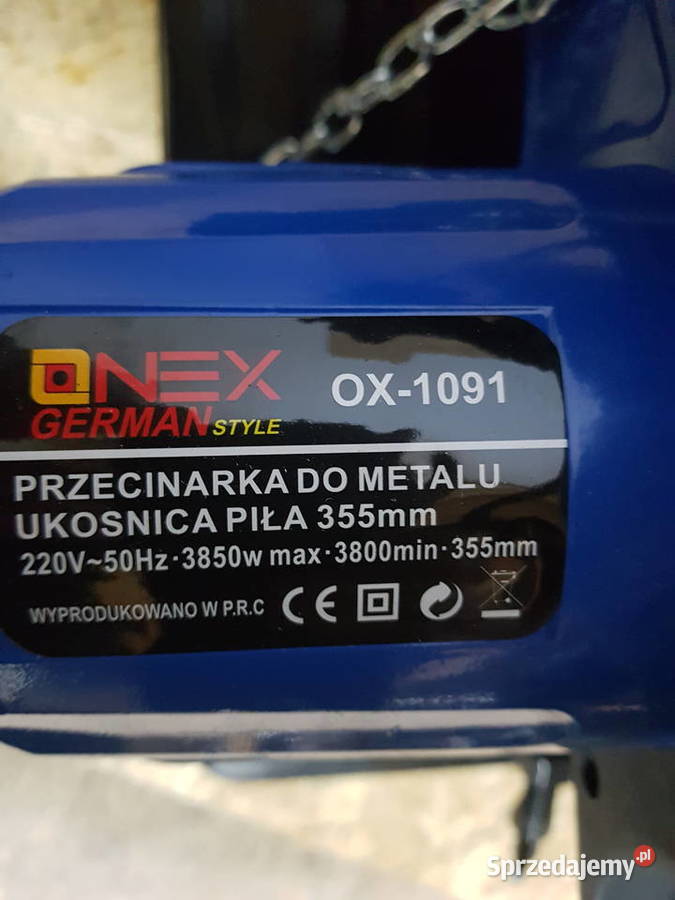 ONEX
GERMAN STYLE
OX-1091
PRZECINARKA DO METALU
UKOSNICA PIŁA 355mm
220V~50Hz·3850w max·3800min·355mm
WYPRODUKOWANO W P.R.C CE
Sprzedajemy.pl